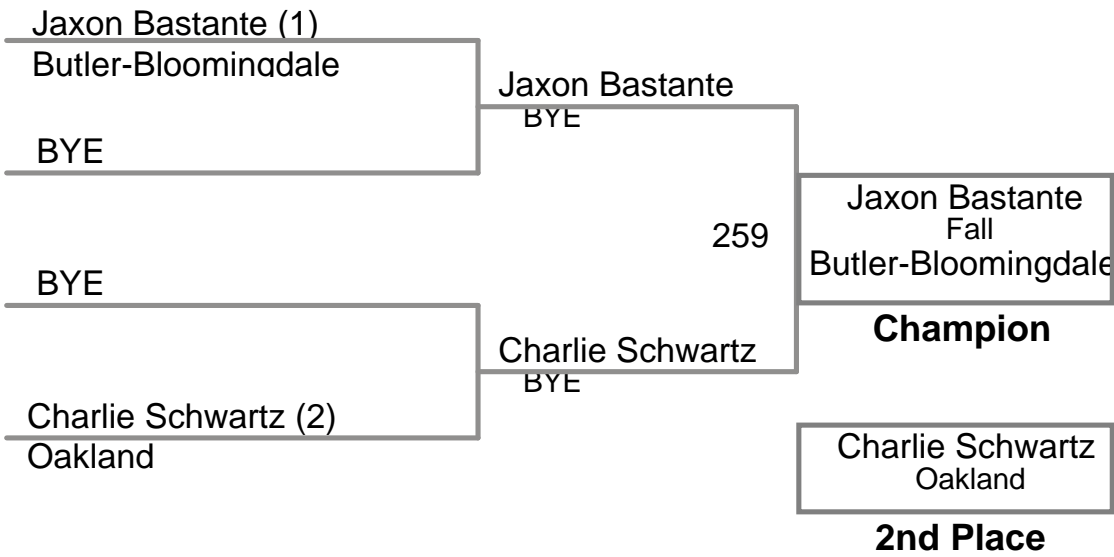 Jaxon Bastante (1)
Butler-Bloomingdale
BYE
BYE
Charlie Schwartz (2)
Oakland
Jaxon Bastante
BYE
259
Charlie Schwartz
BYE
Jaxon Bastante
Fall
Butler-Bloomingdale
Champion
Charlie Schwartz
Oakland
2nd Place